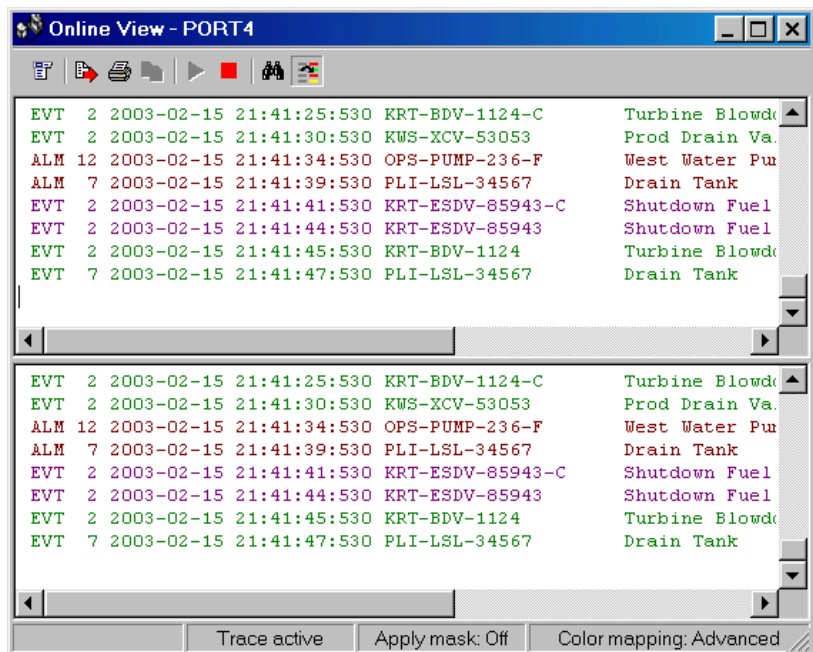 Online View - PORT4
EVT 2 2003-02-15 21:41:25:530 KRT-BDV-1124-C Turbine Blowd
EVT 2 2003-02-15 21:41:30:530 KWS-XCV-53053 Prod Drain Va
ALM 12 2003-02-15 21:41:34:530 OPS-PUMP-236-F West Water Pum
ALM 7 2003-02-15 21:41:39:530 PLI-LSL-34567 Drain Tank
EVT 2 2003-02-15 21:41:41:530 KRT-ESDV-85943-C Shutdown Fuel
EVT 2 2003-02-15 21:41:44:530 KRT-ESDV-85943 Shutdown Fuel
EVT 2 2003-02-15 21:41:45:530 KRT-BDV-1124 Turbine Blowd
EVT 7 2003-02-15 21:41:47:530 PLI-LSL-34567 Drain Tank
EVT 2 2003-02-15 21:41:25:530 KRT-BDV-1124-C Turbine Blowd
EVT 2 2003-02-15 21:41:30:530 KWS-XCV-53053 Prod Drain Va
ALM 12 2003-02-15 21:41:34:530 OPS-PUMP-236-F West Water Pum
ALM 7 2003-02-15 21:41:39:530 PLI-LSL-34567 Drain Tank
EVT 2 2003-02-15 21:41:41:530 KRT-ESDV-85943-C Shutdown Fuel
EVT 2 2003-02-15 21:41:44:530 KRT-ESDV-85943 Shutdown Fuel
EVT 2 2003-02-15 21:41:45:530 KRT-BDV-1124 Turbine Blowd
EVT 7 2003-02-15 21:41:47:530 PLI-LSL-34567 Drain Tank
Trace active Apply mask: Off Color mapping: Advanced